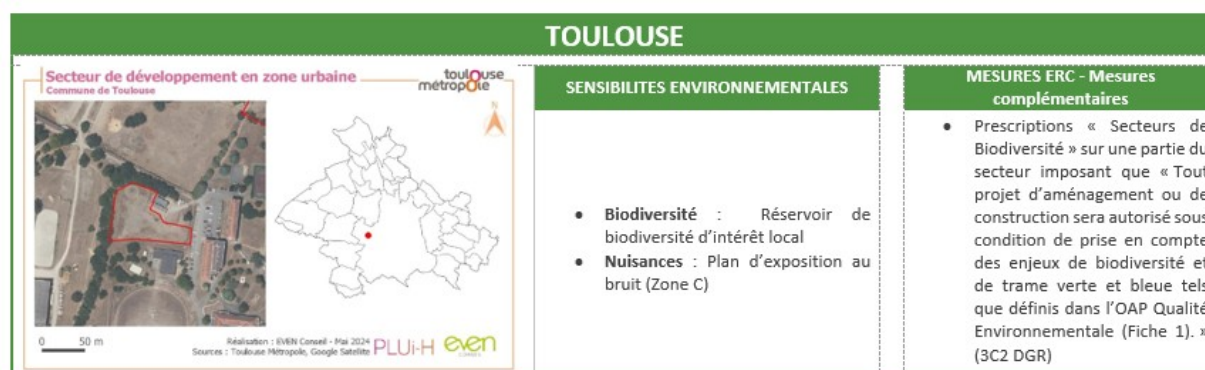 TOULOUSE
Secteur de développement en zone urbaine
Commune de Toulouse
toulouse
métropole
N
0 50 m
Réalisation : EVEN Conseil - Mai 2024
Sources : Toulouse Métropole, Google Satellite
PLUi-H
even
CONSEIL
SENSIBILITES ENVIRONNEMENTALES
• Biodiversité : Réservoir de
biodiversité d’intérêt local
• Nuisances : Plan d’exposition au
bruit (Zone C)
MESURES ERC - Mesures
complémentaires
• Prescriptions « Secteurs de
Biodiversité » sur une partie du
secteur imposant que « Tout
projet d’aménagement ou de
construction sera autorisé sous
condition de prise en compte
des enjeux de biodiversité et
de trame verte et bleue tels
que définis dans l’OAP Qualité
Environnementale (Fiche 1). »
(3C2 DGR)